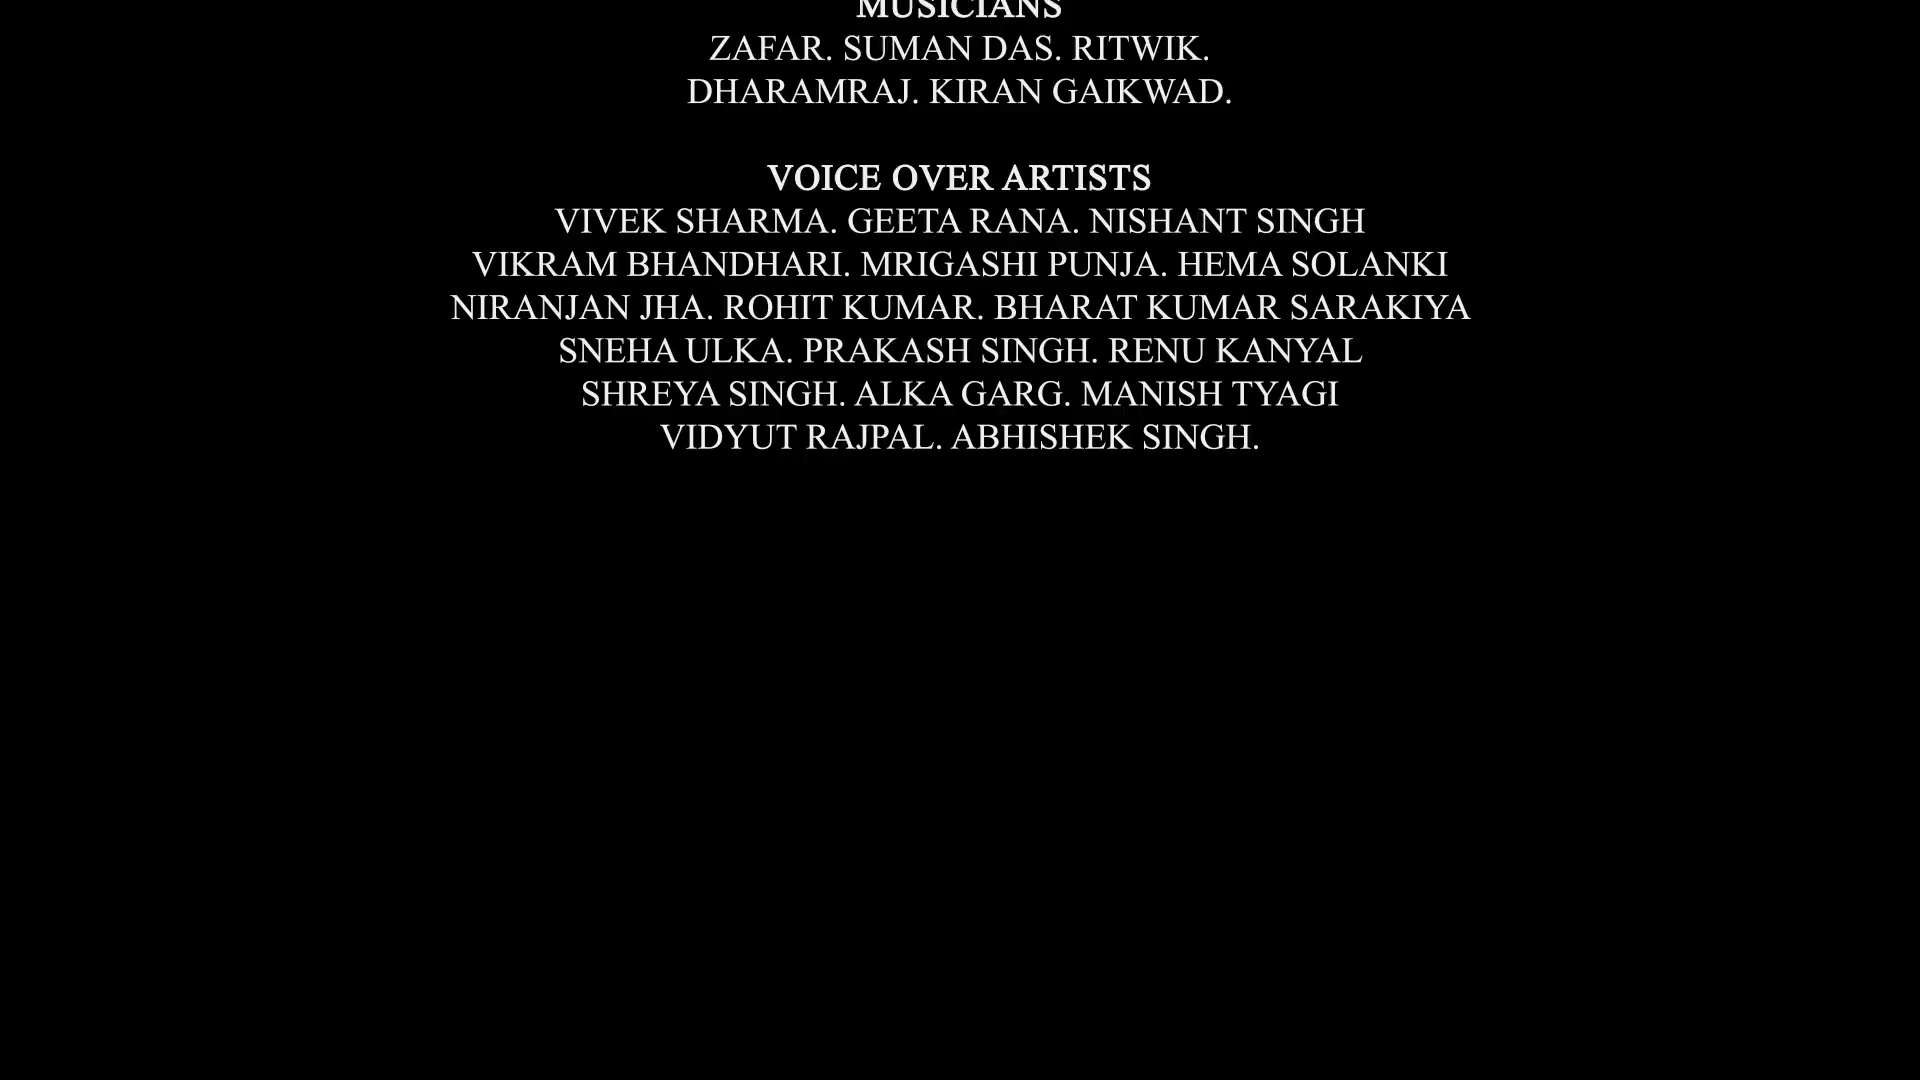 MUSICIANS
ZAFAR. SUMAN DAS. RITWIK.
DHARAMRAJ. KIRAN GAIKWAD.
VOICE OVER ARTISTS
VIVEK SHARMA. GEETA RANA. NISHANT SINGH
VIKRAM BHANDHARI. MRIGASHI PUNJA. HEMA SOLANKI
NIRANJAN JHA. ROHIT KUMAR. BHARAT KUMAR SARAKIYA
SNEHA ULKA. PRAKASH SINGH. RENU KANYAL
SHREYA SINGH. ALKA GARG. MANISH TYAGI
VIDYUT RAJPAL. ABHISHEK SINGH.